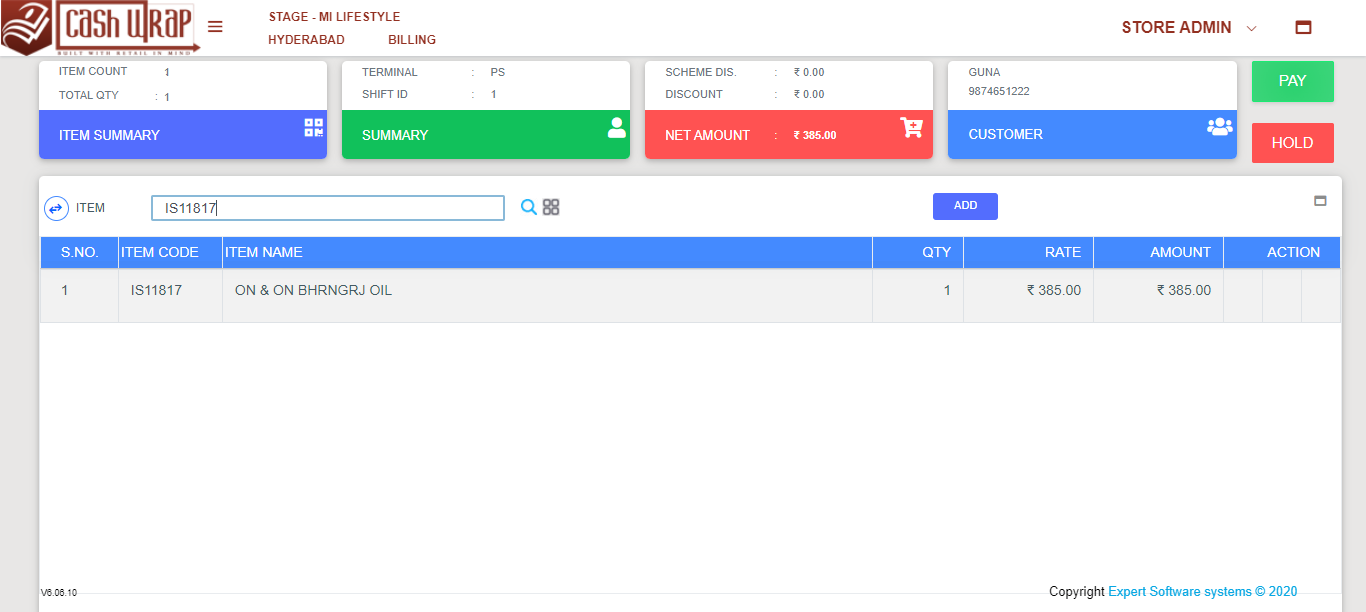 CASH WRAP
BUILT WITH RETAIL IN MIND
STAGE - MI LIFESTYLE
HYDERABAD BILLING
STORE ADMIN
ITEM COUNT 1
TOTAL QTY : 1
ITEM SUMMARY
TERMINAL : PS
SHIFT ID : 1
SUMMARY
SCHEME DIS. : ₹ 0.00
DISCOUNT : ₹ 0.00
NET AMOUNT : ₹ 385.00
GUNA
9874651222
CUSTOMER
PAY
HOLD
ITEM IS11817 ADD
S.NO. ITEM CODE ITEM NAME QTY RATE AMOUNT ACTION
1 IS11817 ON & ON BHRNGRJ OIL 1 ₹ 385.00 ₹ 385.00
V6.06.10
Copyright Expert Software systems © 2020